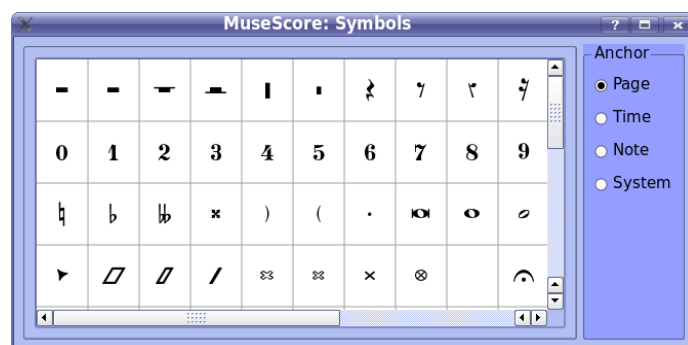 MuseScore: Symbols
Anchor
Page
Time
Note
System
0 1 2 3 4 5 6 7 8 9